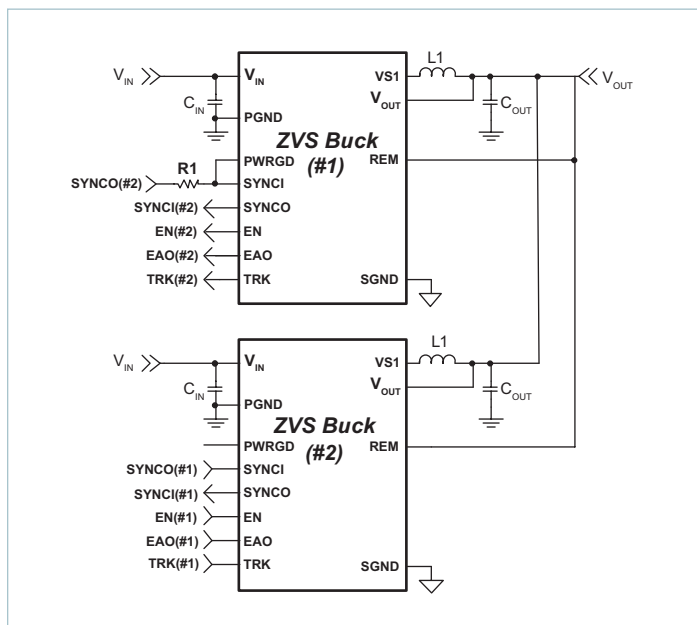 L1
V_IN
V_IN
VS1
V_OUT
V_OUT
C_IN
C_OUT
PGND
ZVS Buck
(#1)
R1
PWRGD
REM
SYNCO(#2)
SYNCI
SYNCI(#2)
SYNCO
EN(#2)
EN
EAO(#2)
EAO
TRK(#2)
TRK
SGND
L1
V_IN
V_IN
VS1
V_OUT
C_IN
C_OUT
PGND
ZVS Buck
(#2)
PWRGD
REM
SYNCO(#1)
SYNCI
SYNCI(#1)
SYNCO
EN(#1)
EN
EAO(#1)
EAO
TRK(#1)
TRK
SGND